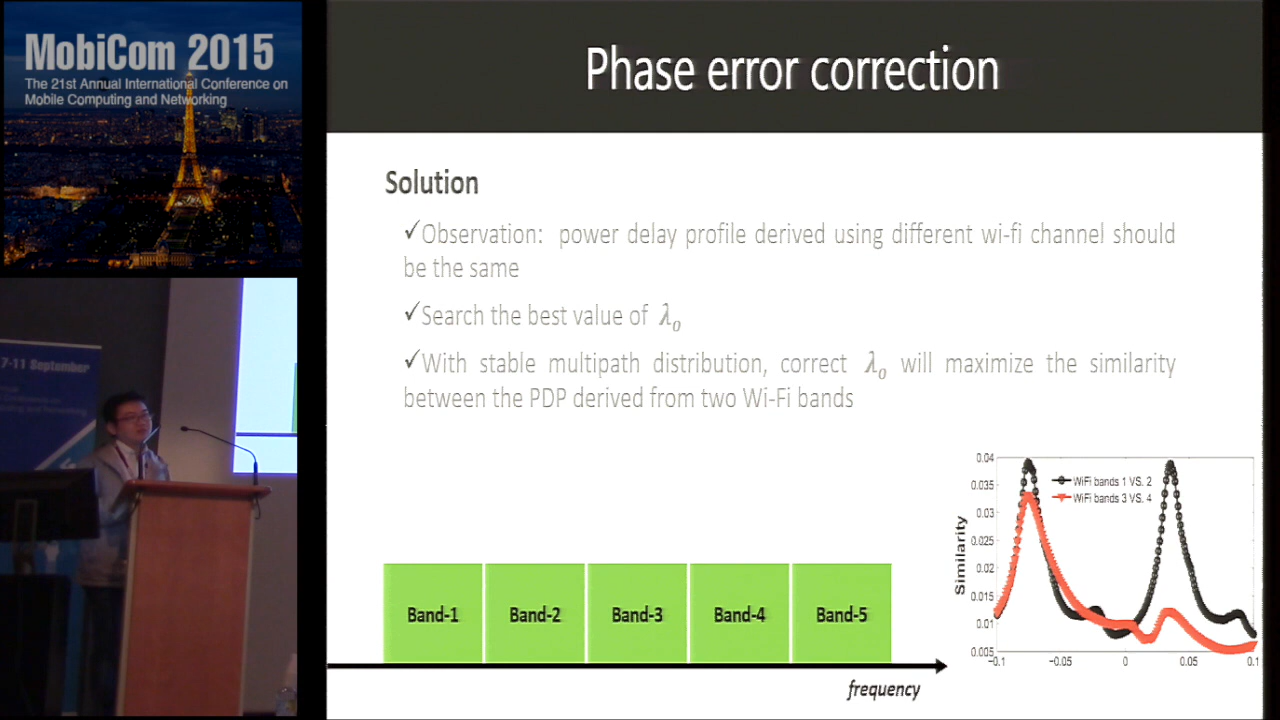 MobiCom 2015
The 21st Annual International Conference on
Mobile Computing and Networking
7-11 September
Phase error correction
Solution
✓Observation: power delay profile derived using different wi-fi channel should
be the same
✓Search the best value of λₒ
✓With stable multipath distribution, correct λₒ will maximize the similarity
between the PDP derived from two Wi-Fi bands
Band-1 Band-2 Band-3 Band-4 Band-5
frequency
Similarity
0.04
0.035
0.03
0.025
0.02
0.015
0.01
0.005
−0.1 −0.05 0 0.05 0.1
WiFi bands 1 VS. 2
WiFi bands 3 VS. 4